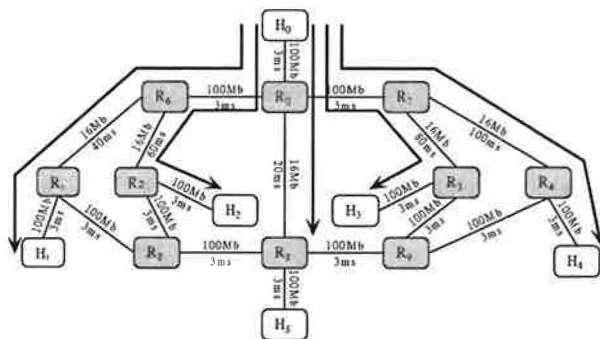 H₀
100Mb
3ms
R₆
100Mb
3ms
R₀
100Mb
3ms
R₇
16Mb
40ms
16Mb
60ms
16Mb
20ms
16Mb
80ms
16Mb
100ms
R₁
R₂
R₃
R₄
100Mb
3ms
H₂
H₃
100Mb
3ms
100Mb
3ms
100Mb
3ms
100Mb
3ms
100Mb
3ms
100Mb
3ms
100Mb
3ms
H₁
R₈
100Mb
3ms
R₅
100Mb
3ms
R₉
H₄
100Mb
3ms
H₅